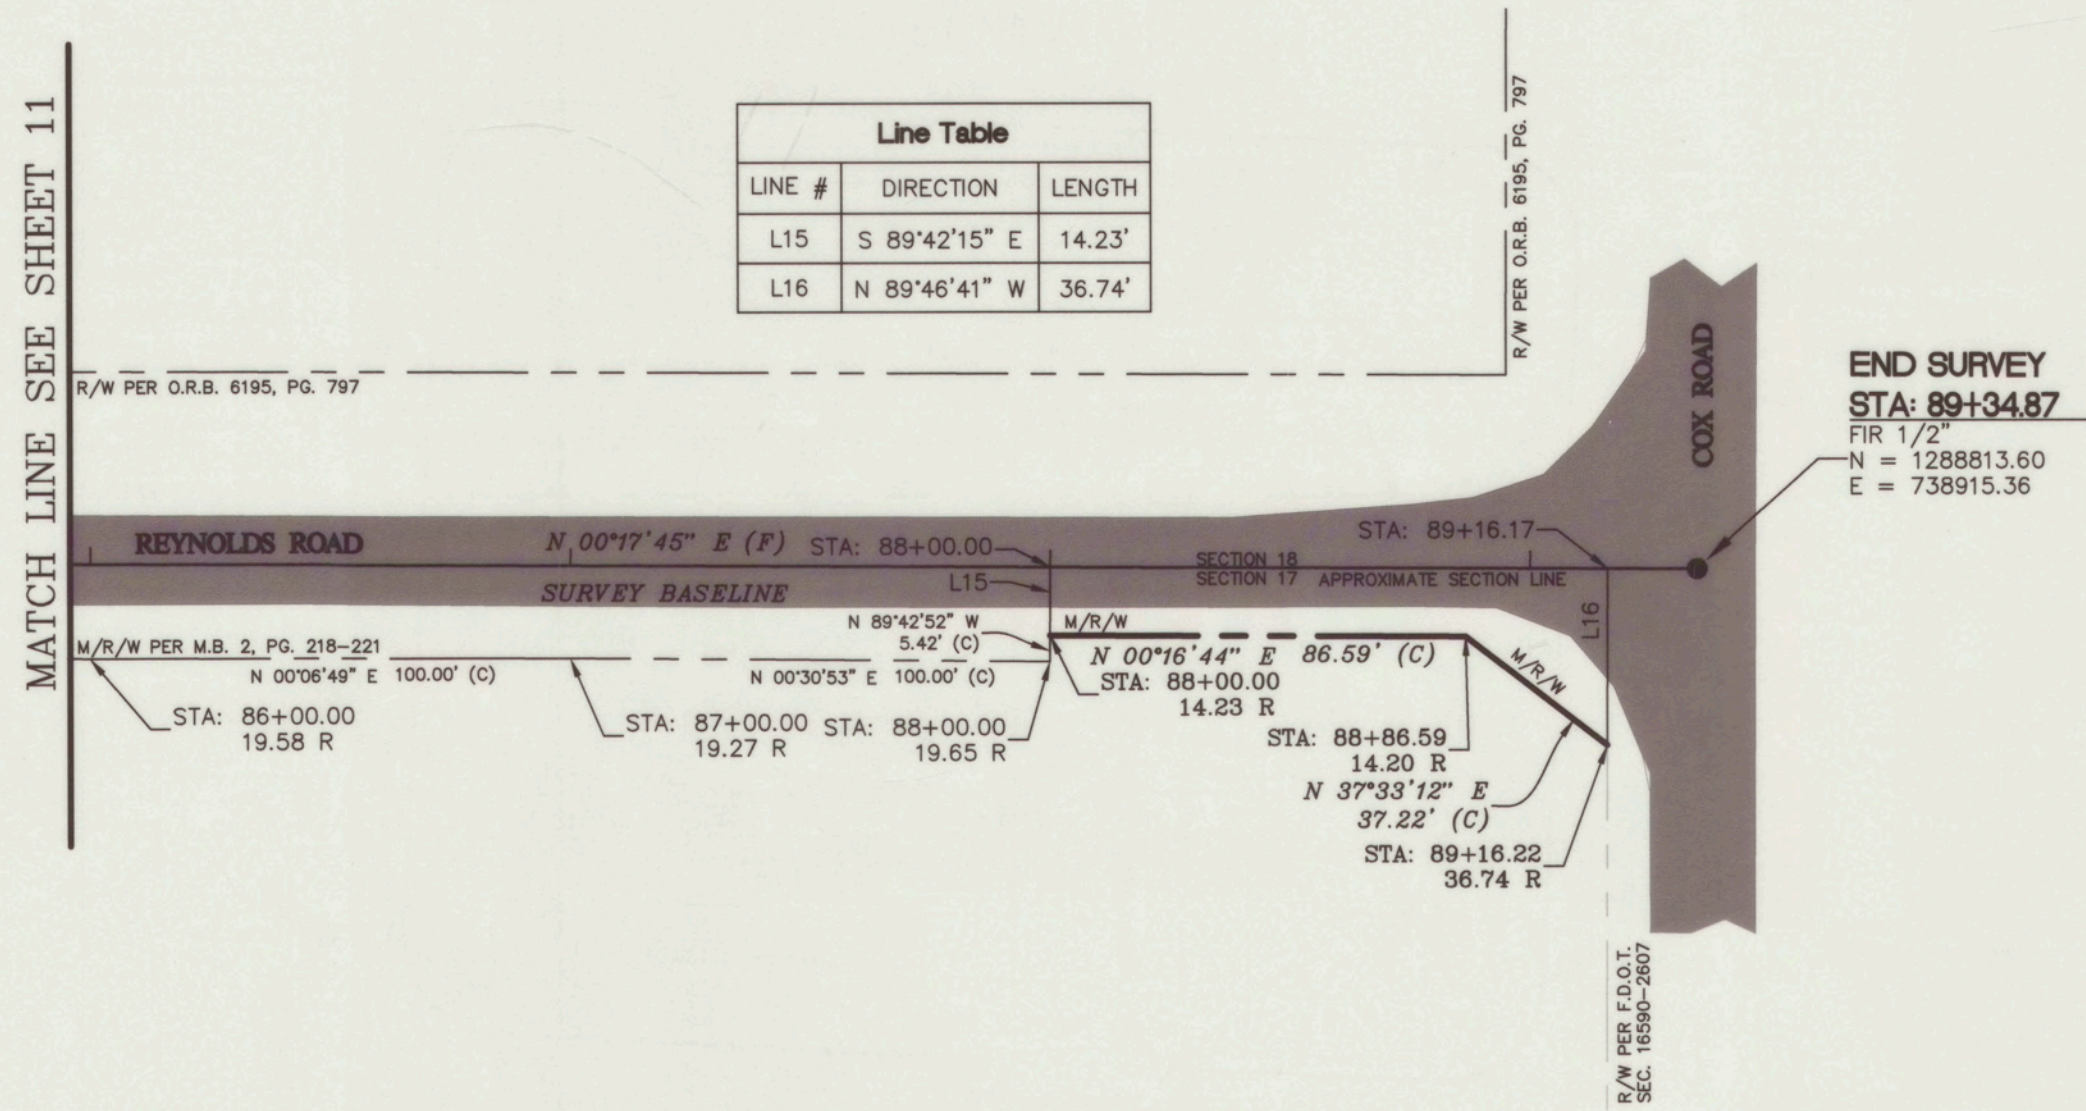 MATCH LINE SEE SHEET 11
Line Table
LINE # DIRECTION LENGTH
L15 S 89°42'15" E 14.23'
L16 N 89°46'41" W 36.74'
R/W PER O.R.B. 6195, PG. 797
R/W PER O.R.B. 6195, PG. 797
COX ROAD
END SURVEY
STA: 89+34.87
FIR 1/2"
N = 1288813.60
E = 738915.36
REYNOLDS ROAD
N 00°17'45" E (F)
STA: 88+00.00
STA: 89+16.17
SECTION 18
SECTION 17 APPROXIMATE SECTION LINE
SURVEY BASELINE
L15
L16
N 89°42'52" W
5.42' (C)
M/R/W
M/R/W PER M.B. 2, PG. 218-221
N 00°06'49" E 100.00' (C)
N 00°30'53" E 100.00' (C)
N 00°16'44" E 86.59' (C)
M/R/W
STA: 86+00.00
19.58 R
STA: 87+00.00
19.27 R
STA: 88+00.00
19.65 R
STA: 88+00.00
14.23 R
STA: 88+86.59
14.20 R
N 37°33'12" E
37.22' (C)
STA: 89+16.22
36.74 R
R/W PER F.D.O.T.
SEC. 16590-2607